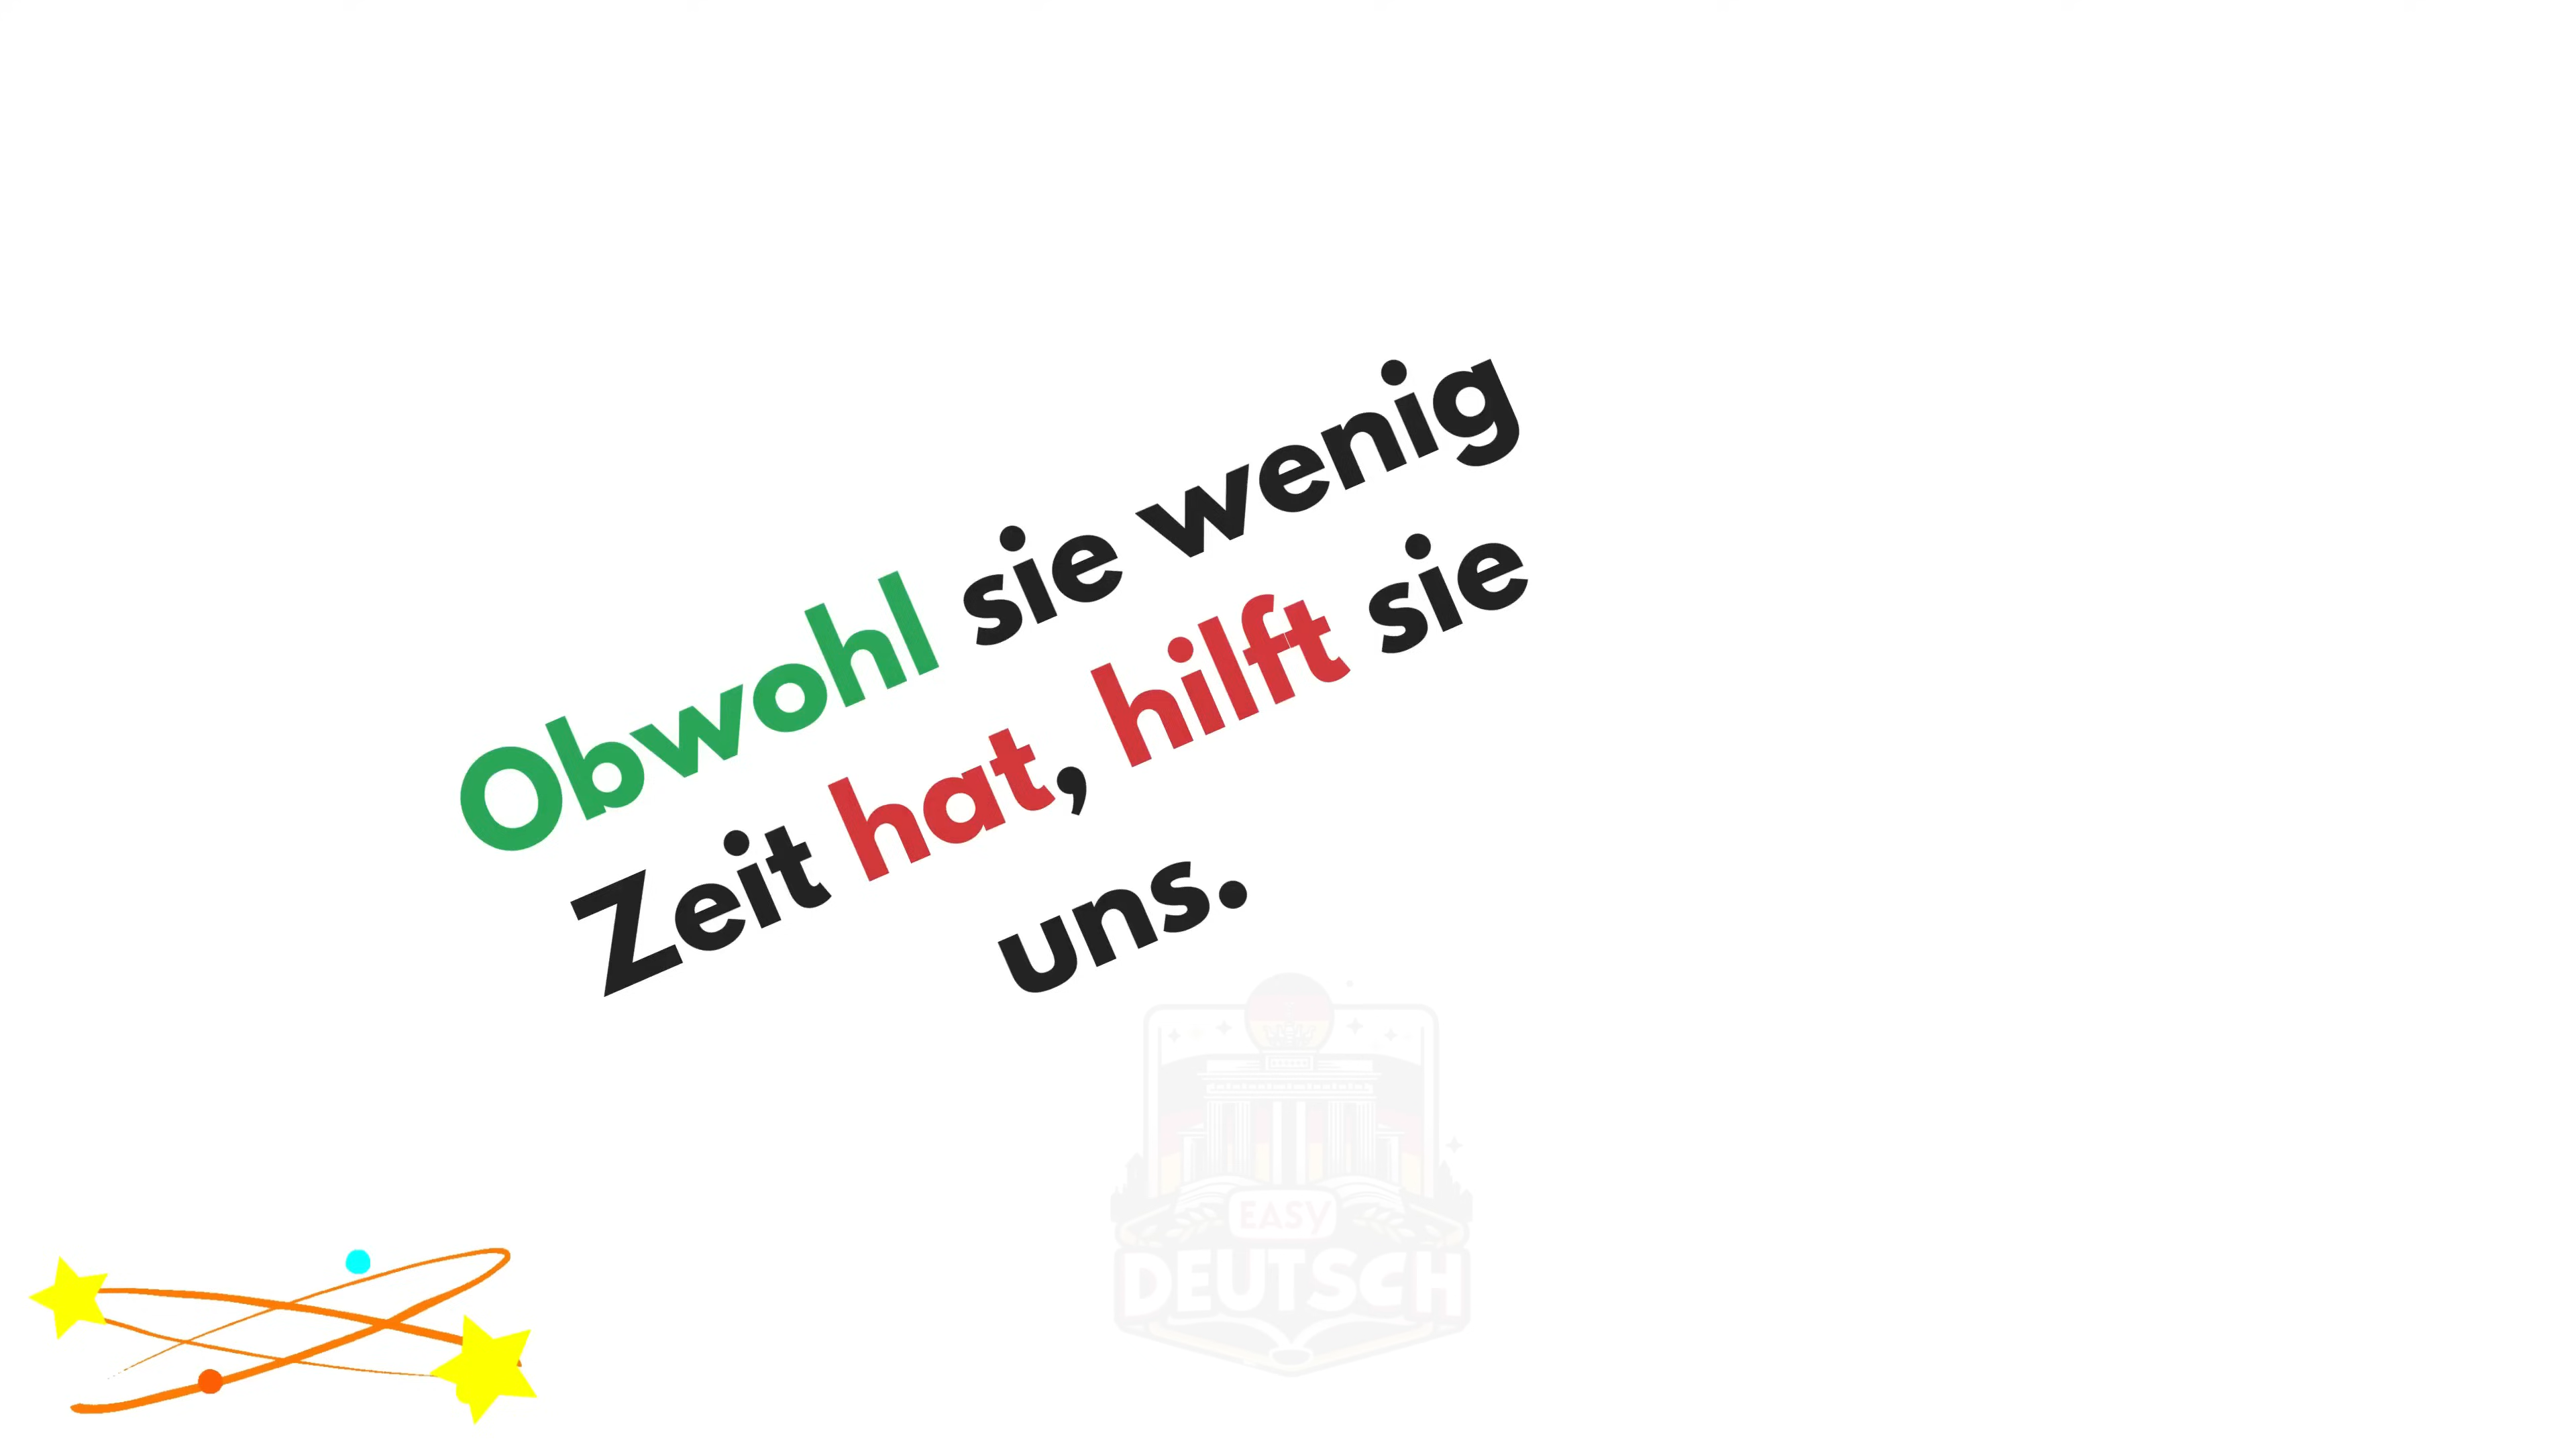 Obwohl sie wenig
Zeit hat, hilft sie
uns.
EASY
DEUTSCH